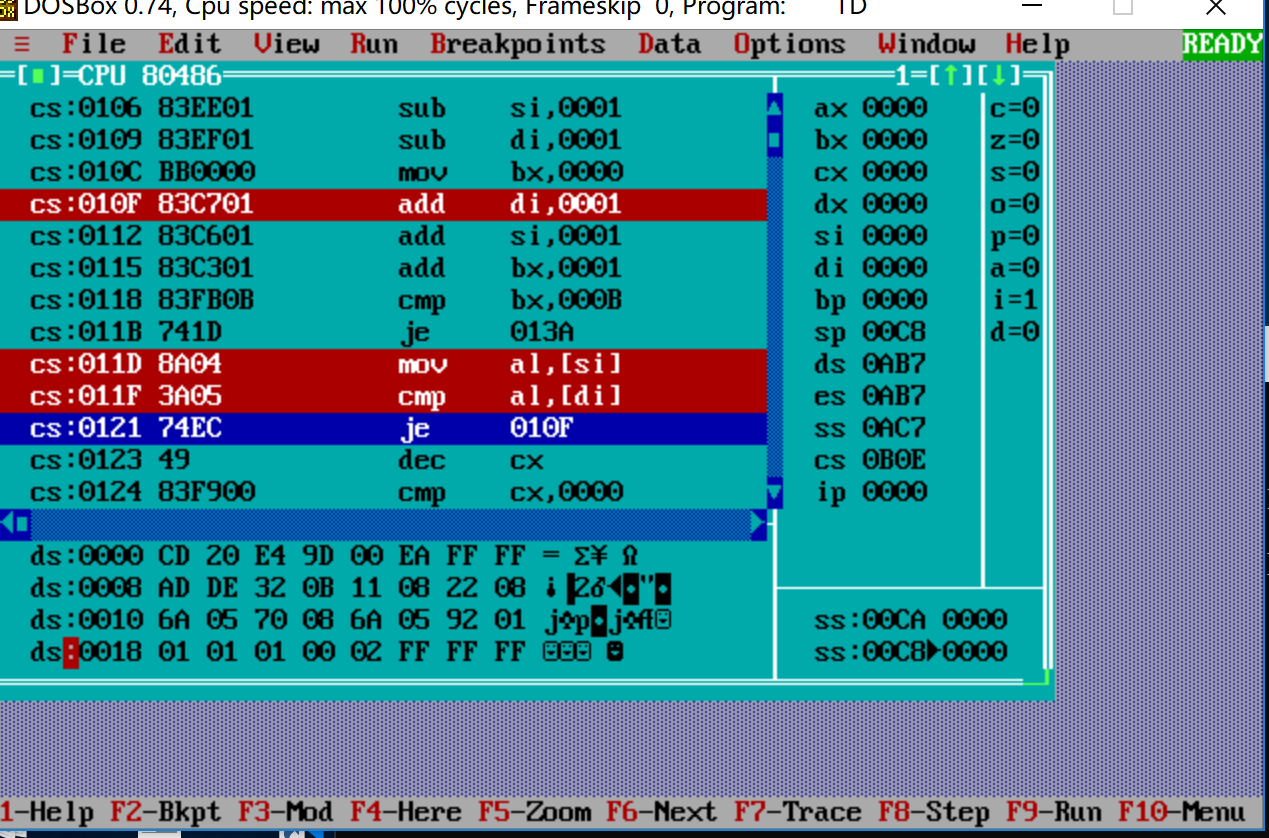 DOSBox 0.74, Cpu speed: max 100% cycles, Frameskip 0, Program: TD
≡ File Edit View Run Breakpoints Data Options Window Help READY
[■]=CPU 80486 1=[↑][↓]
cs:0106 83EE01 sub si,0001 ax 0000 c=0
cs:0109 83EF01 sub di,0001 bx 0000 z=0
cs:010C BB0000 mov bx,0000 cx 0000 s=0
cs:010F 83C701 add di,0001 dx 0000 o=0
cs:0112 83C601 add si,0001 si 0000 p=0
cs:0115 83C301 add bx,0001 di 0000 a=0
cs:0118 83FB0B cmp bx,000B bp 0000 i=1
cs:011B 741D je 013A sp 00C8 d=0
cs:011D 8A04 mov al,[si] ds 0AB7
cs:011F 3A05 cmp al,[di] es 0AB7
cs:0121 74EC je 010F ss 0AC7
cs:0123 49 dec cx cs 0B0E
cs:0124 83F900 cmp cx,0000 ip 0000
ds:0000 CD 20 E4 9D 00 EA FF FF = Σ¥ Ω
ds:0008 AD DE 32 0B 11 08 22 08 ¡▐2♂◄◘"◘
ds:0010 6A 05 70 08 6A 05 92 01 j♣p◘j♣Æ☺ ss:00CA 0000
ds:0018 01 01 01 00 02 FF FF FF ☺☺☺ ☻ ss:00C8►0000
1-Help F2-Bkpt F3-Mod F4-Here F5-Zoom F6-Next F7-Trace F8-Step F9-Run F10-Menu